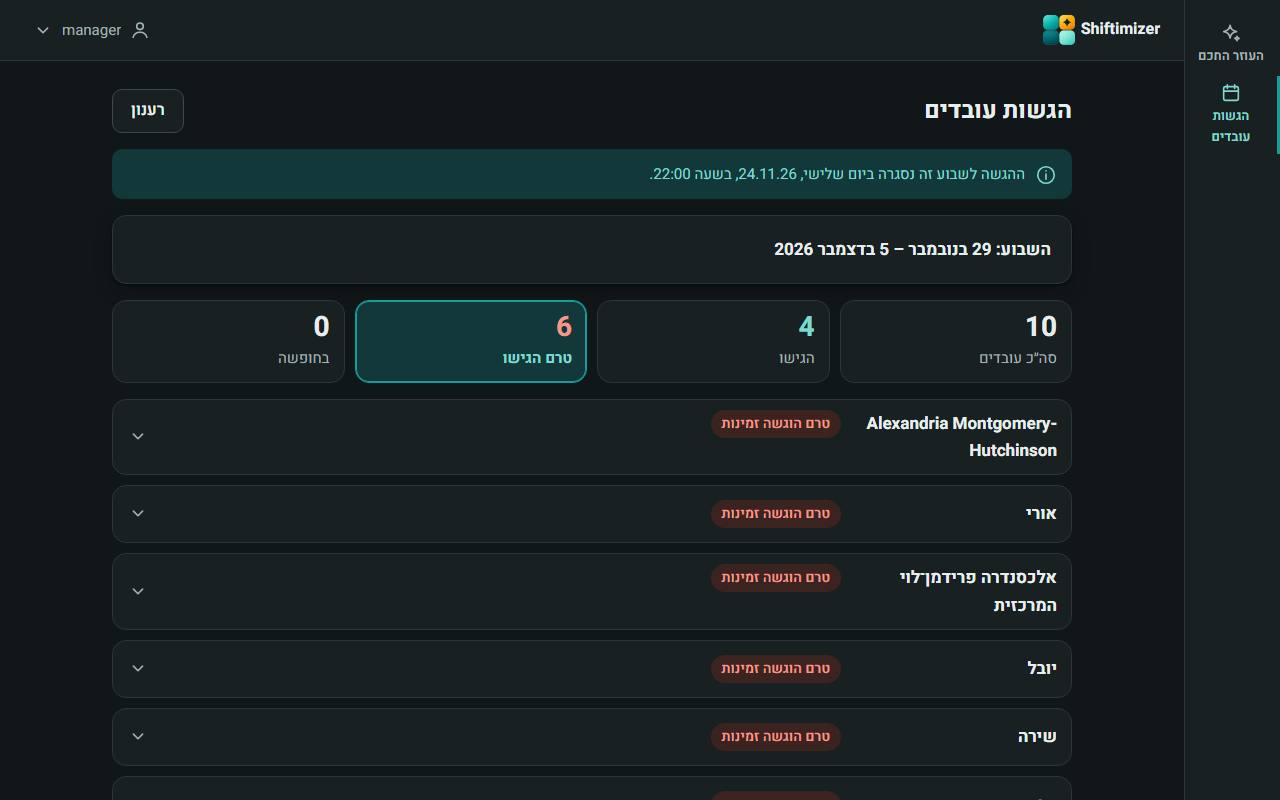 Shiftimizer
manager
העוזר החכם
הגשות
עובדים
הגשות עובדים
רענון
ההגשה לשבוע זה נסגרה ביום שלישי, 24.11.26, בשעה 22:00.
השבוע: 29 בנובמבר – 5 בדצמבר 2026
10
סה״כ עובדים
4
הגישו
6
טרם הגישו
0
בחופשה
Alexandria Montgomery-
Hutchinson
טרם הוגשה זמינות
אורי
טרם הוגשה זמינות
אלכסנדרה פרידמן־לוי
המרכזית
טרם הוגשה זמינות
יובל
טרם הוגשה זמינות
שירה
טרם הוגשה זמינות